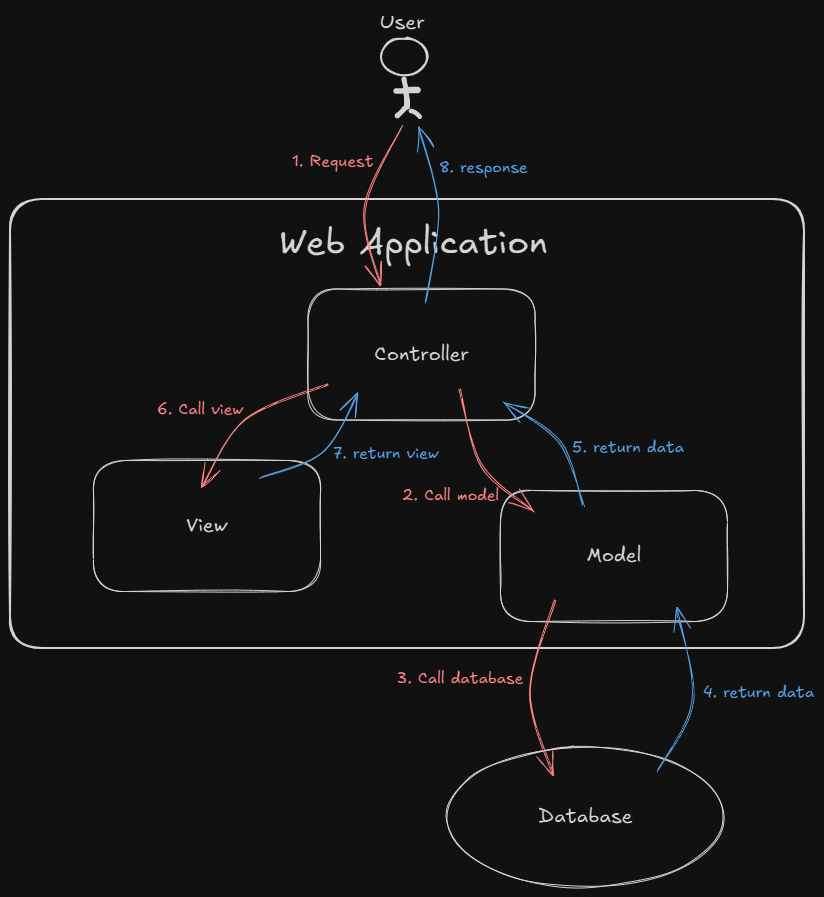 User
1. Request
8. response
Web Application
Controller
6. Call view
7. return view
5. return data
2. Call model
View
Model
3. Call database
4. return data
Database